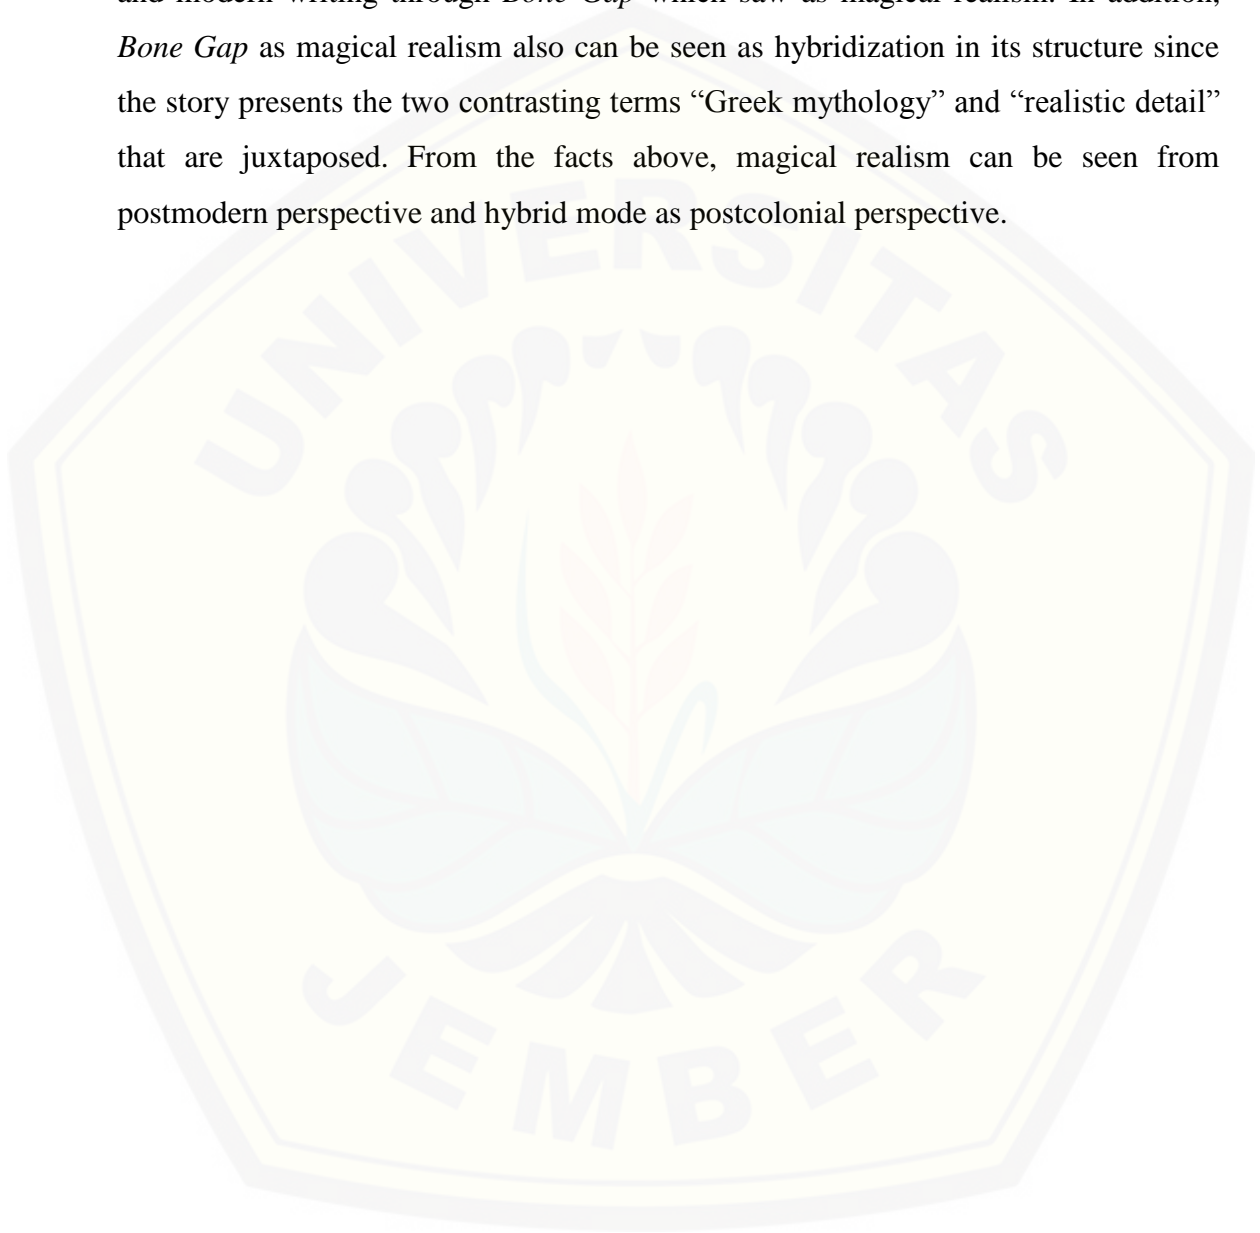 and modern writing through Bone Gap which saw as magical realism. In addition,
Bone Gap as magical realism also can be seen as hybridization in its structure since
the story presents the two contrasting terms “Greek mythology” and “realistic detail”
that are juxtaposed. From the facts above, magical realism can be seen from
postmodern perspective and hybrid mode as postcolonial perspective.
UNIVERSITAS
JEMBER